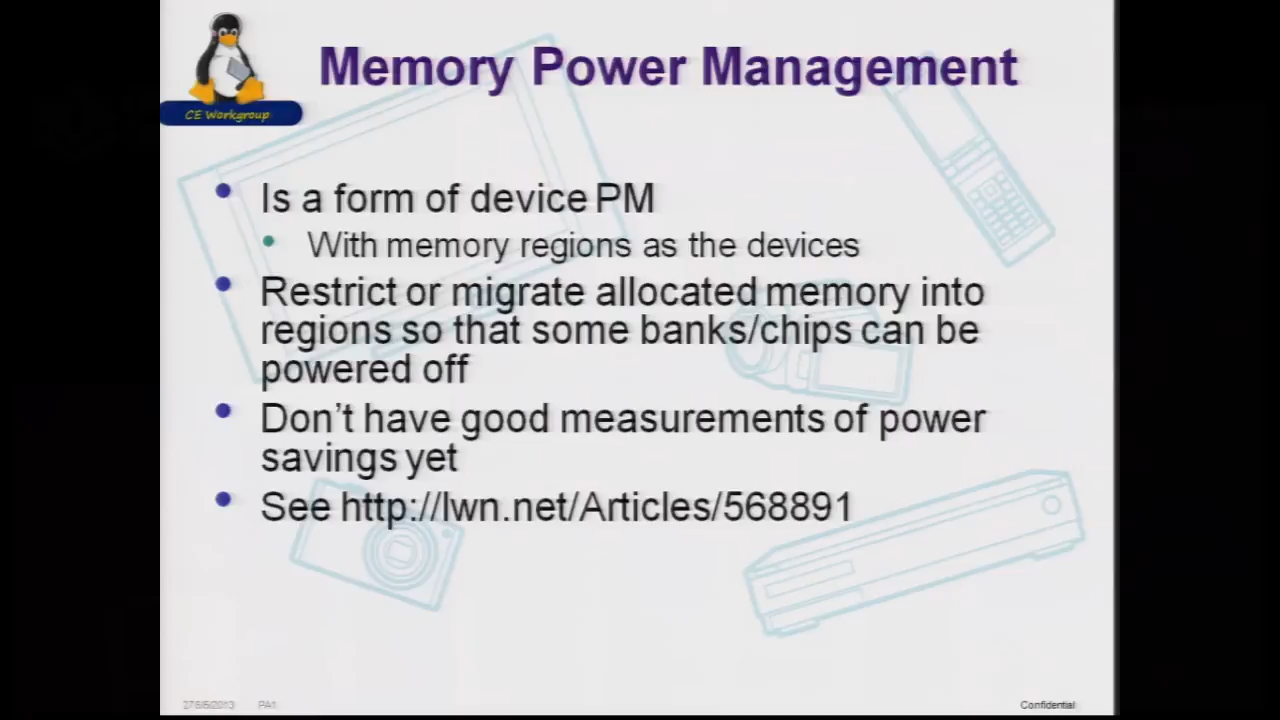 Memory Power Management
CE Workgroup
Is a form of device PM
With memory regions as the devices
Restrict or migrate allocated memory into
regions so that some banks/chips can be
powered off
Don't have good measurements of power
savings yet
See http://lwn.net/Articles/568891
PA1
Confidential